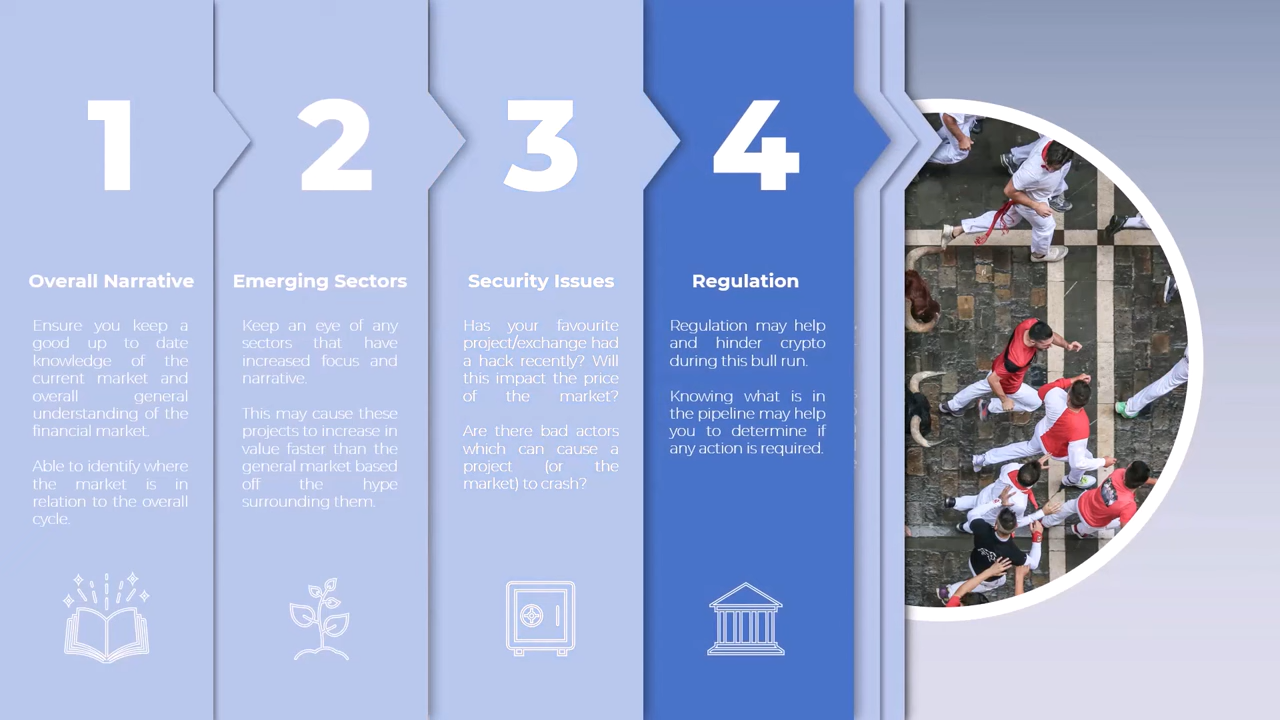 1
Overall Narrative
Ensure you keep a
good up to date
knowledge of the
current market and
overall general
understanding of the
financial market.
Able to identify where
the market is in
relation to the overall
cycle.
2
Emerging Sectors
Keep an eye of any
sectors that have
increased focus and
narrative.
This may cause these
projects to increase in
value faster than the
general market based
off the hype
surrounding them.
3
Security Issues
Has your favourite
project/exchange had
a hack recently? Will
this impact the price
of the market?
Are there bad actors
which can cause a
project (or the
market) to crash?
4
Regulation
Regulation may help
and hinder crypto
during this bull run.
Knowing what is in
the pipeline may help
you to determine if
any action is required.